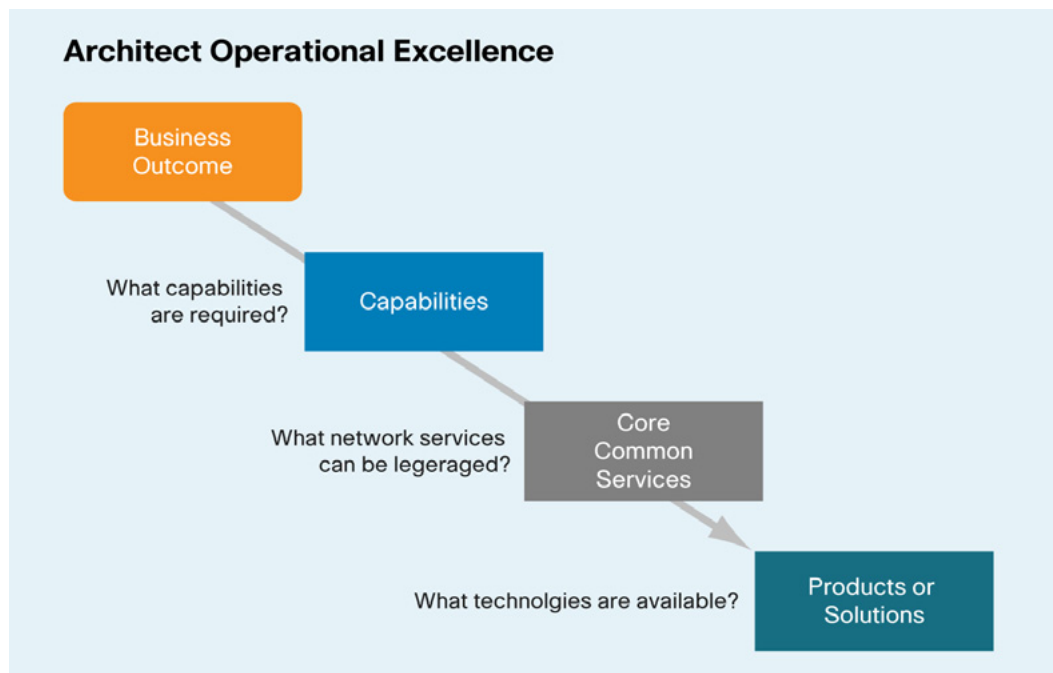 Architect Operational Excellence
Business
Outcome
What capabilities
are required?
Capabilities
What network services
can be legeraged?
Core
Common
Services
What technolgies are available?
Products or
Solutions